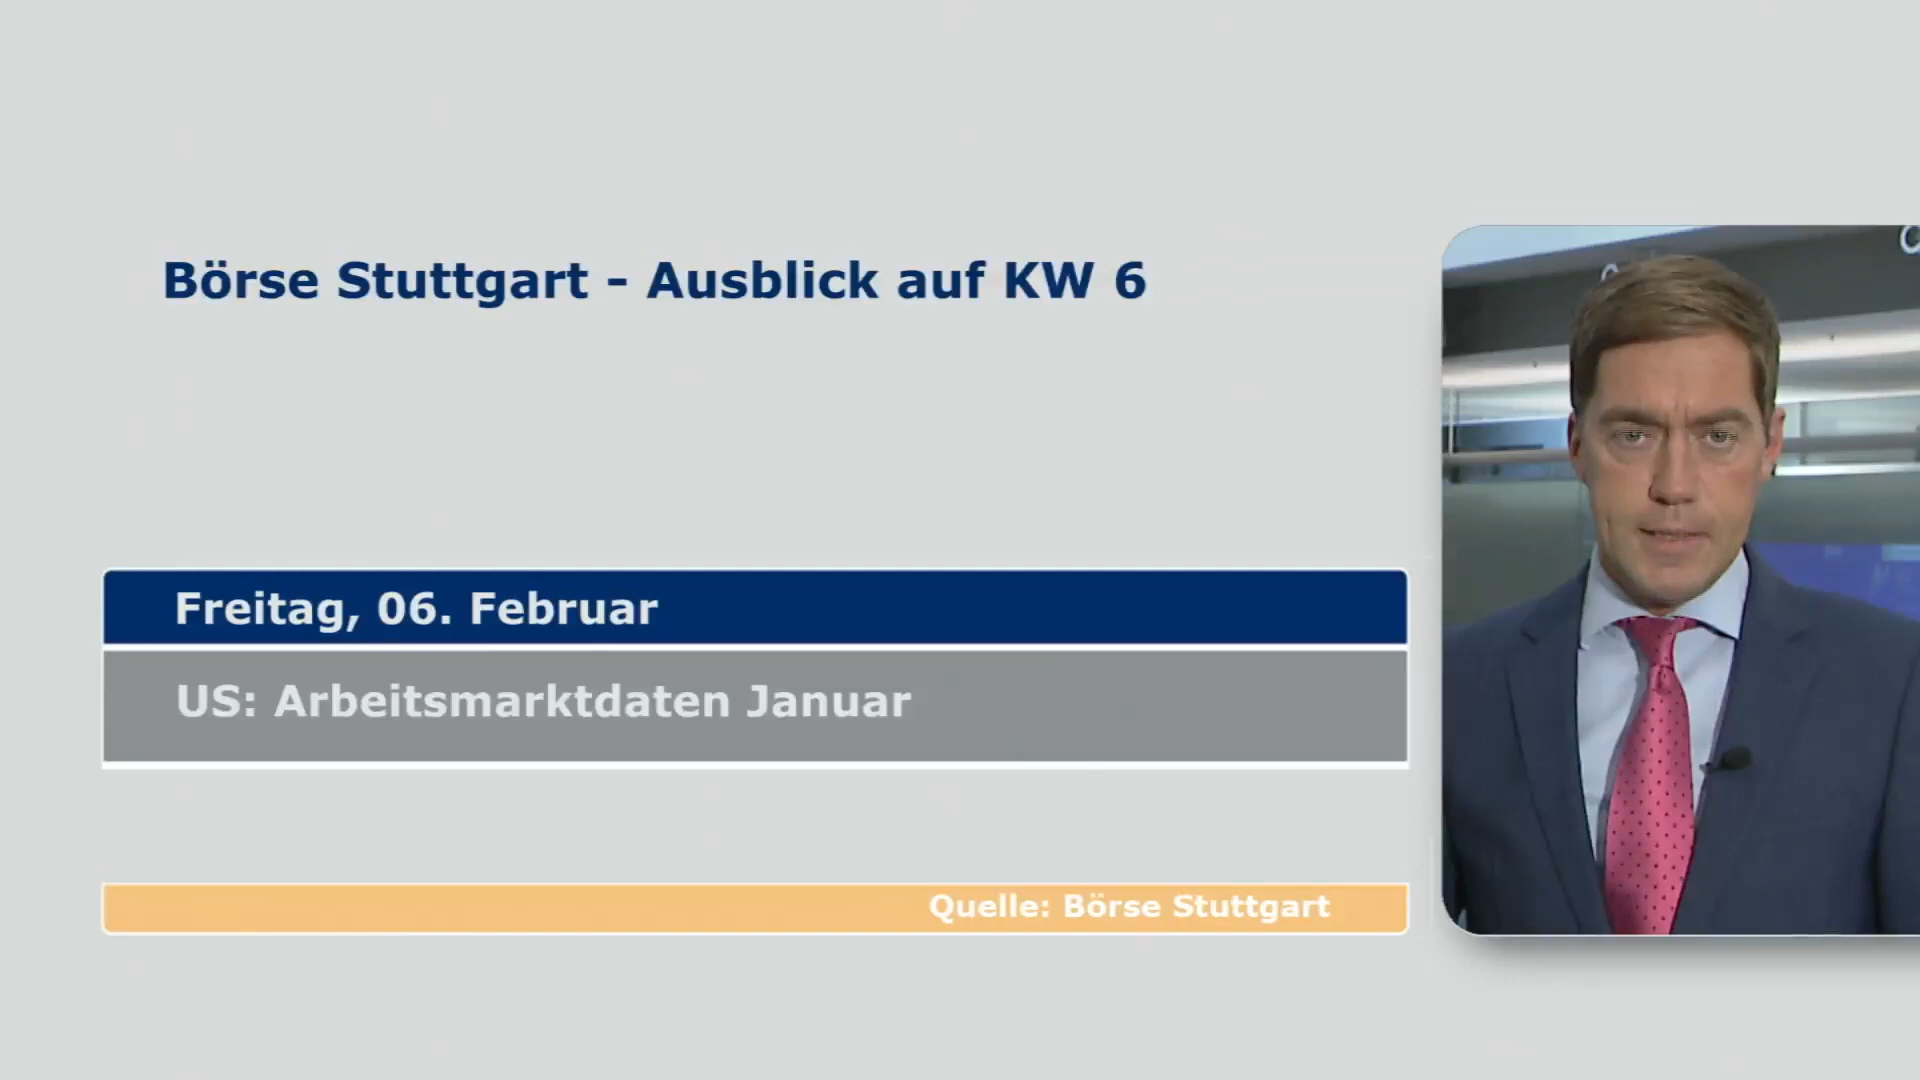 Börse Stuttgart - Ausblick auf KW 6
Freitag, 06. Februar
US: Arbeitsmarktdaten Januar
Quelle: Börse Stuttgart